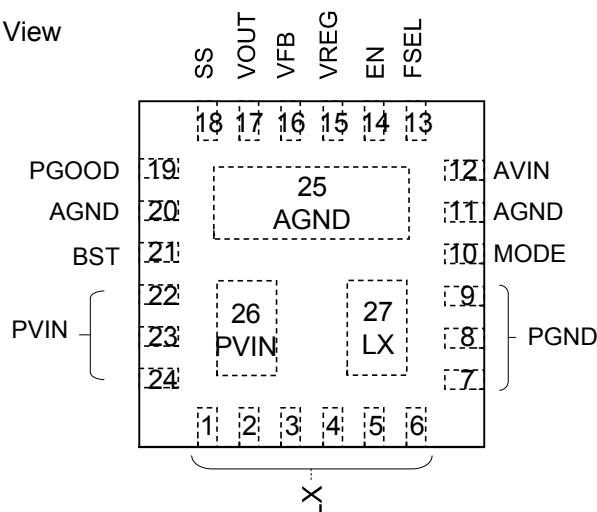 View
SS VOUT VFB VREG EN FSEL
18 17 16 15 14 13
PGOOD 19 12 AVIN
25
AGND
AGND 20 11 AGND
BST 21 10 MODE
22 9
26
PVIN
27
LX
PVIN 23 8 PGND
24 7
1 2 3 4 5 6
LX